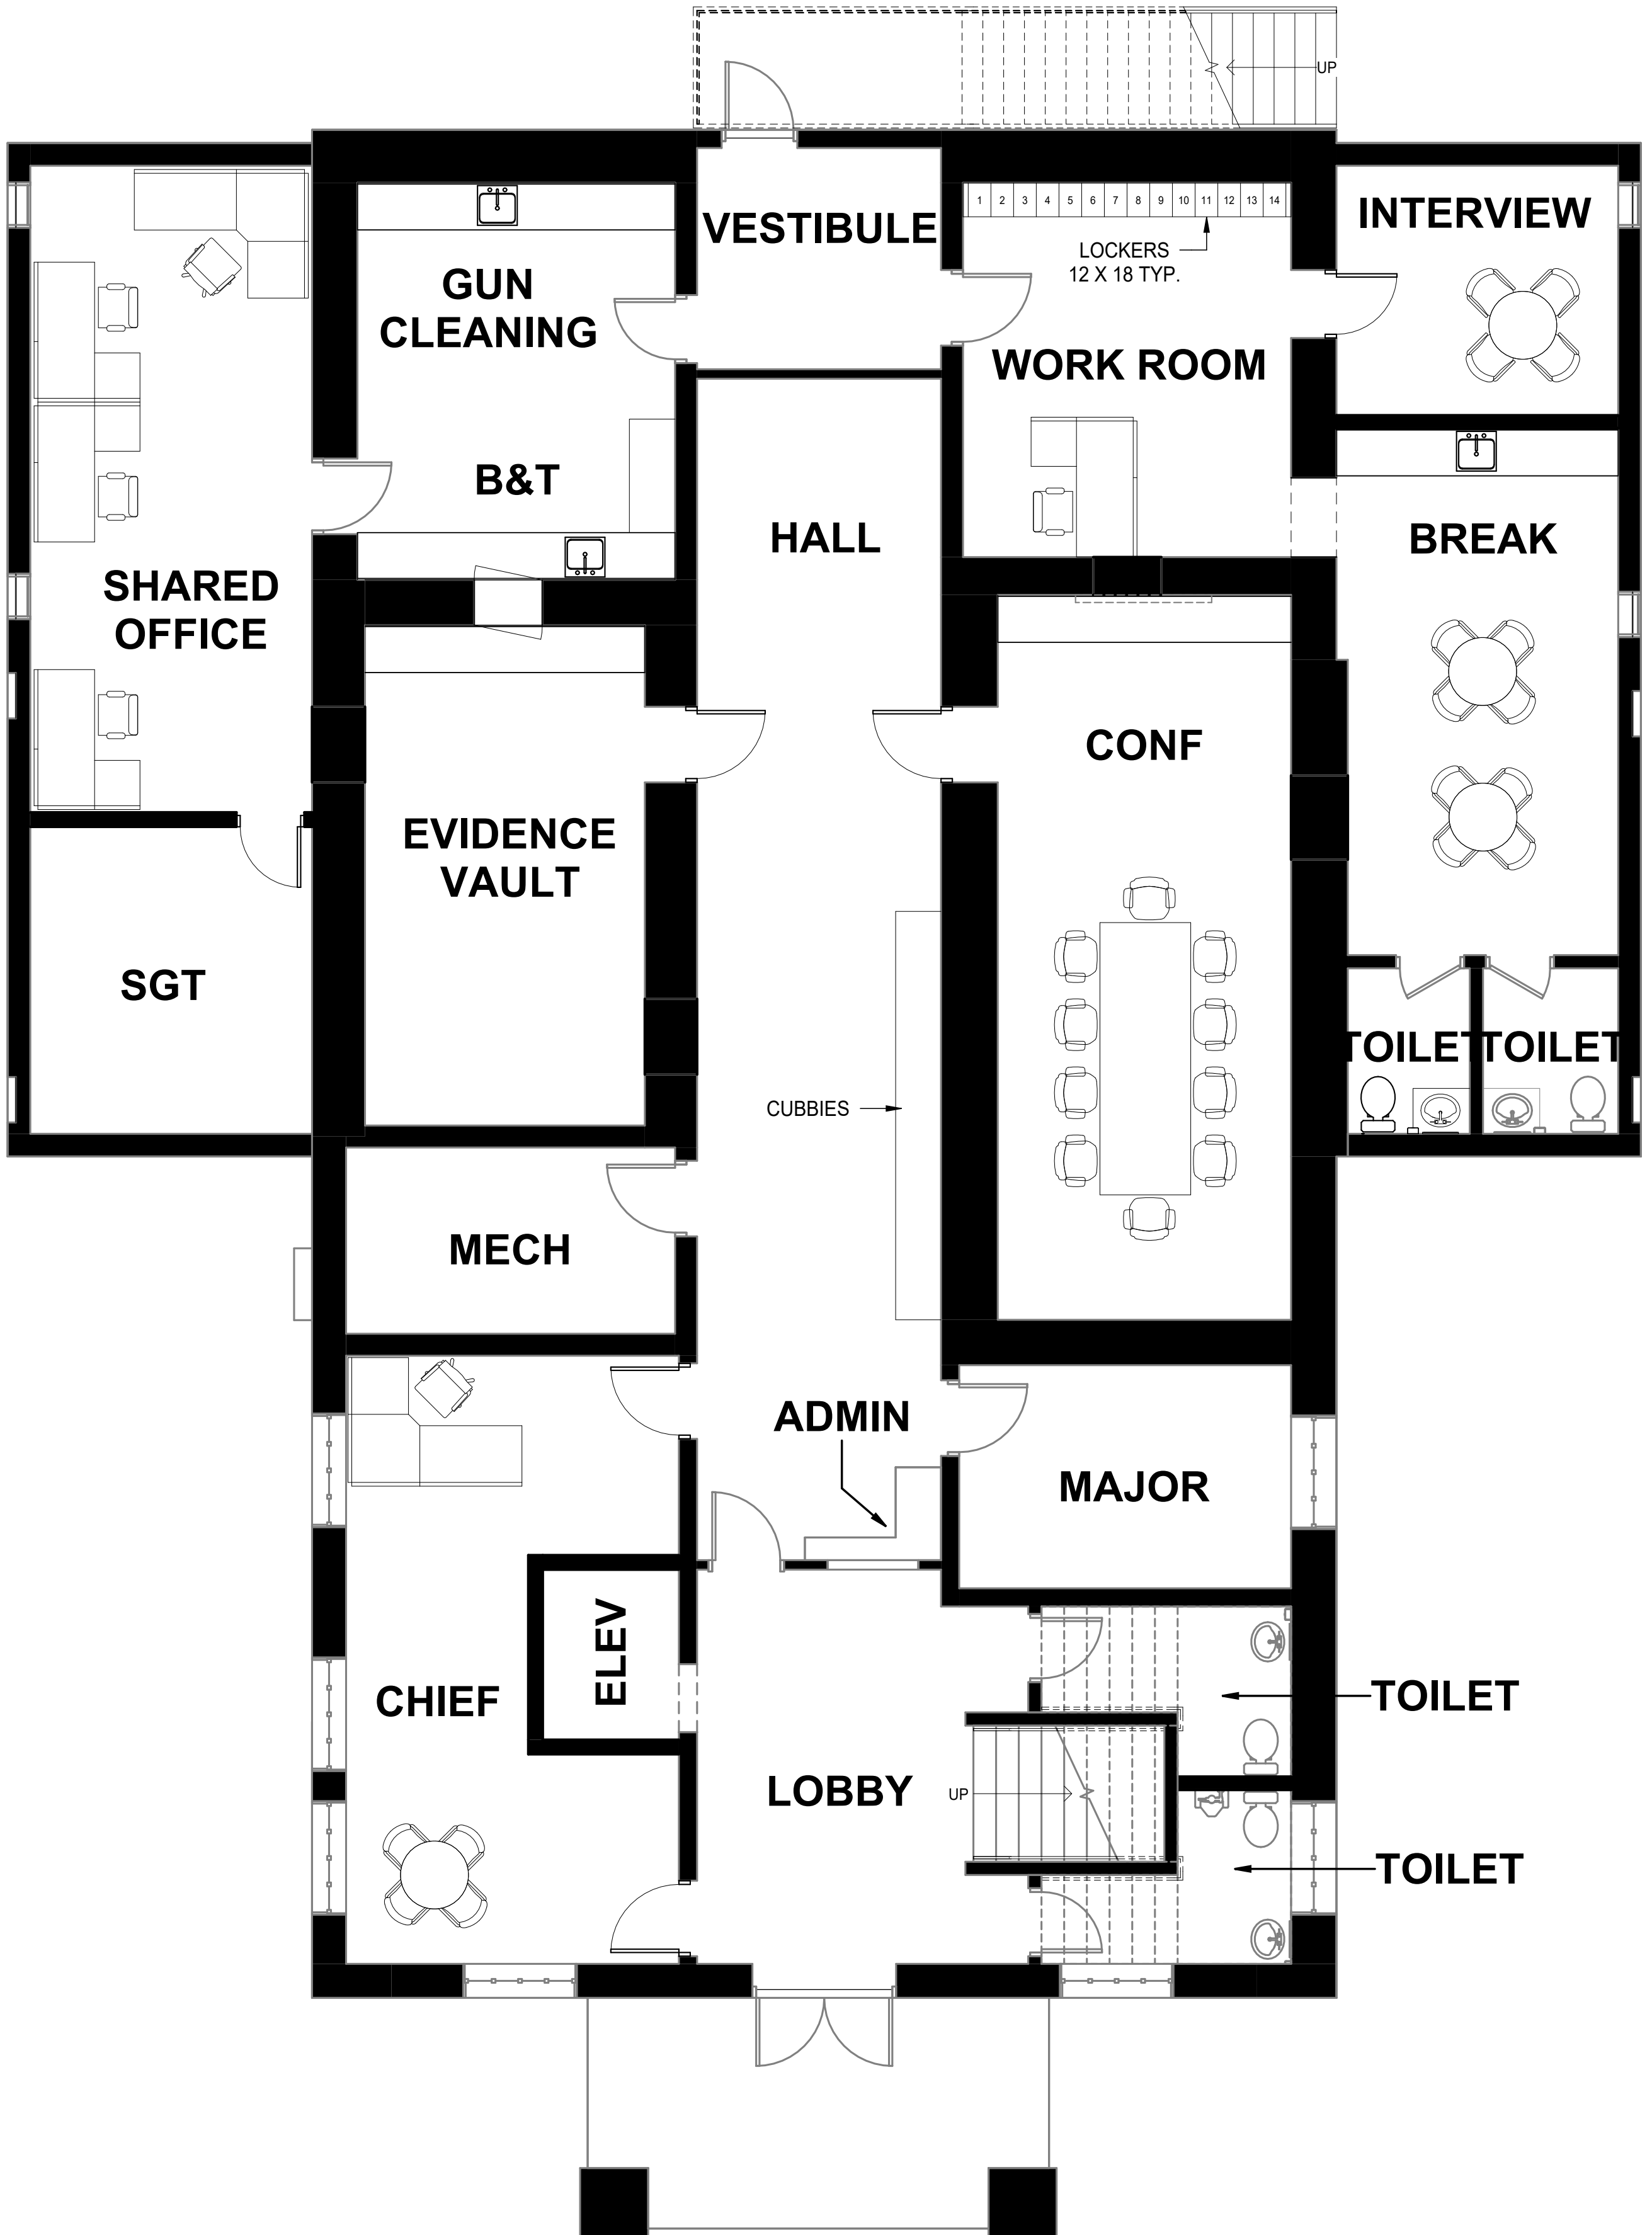 UP
VESTIBULE
INTERVIEW
1 2 3 4 5 6 7 8 9 10 11 12 13 14
LOCKERS
12 X 18 TYP.
GUN
CLEANING
WORK ROOM
B&T
HALL
BREAK
SHARED
OFFICE
CONF
EVIDENCE
VAULT
SGT
TOILET
TOILET
CUBBIES
MECH
ADMIN
MAJOR
ELEV
CHIEF
TOILET
LOBBY
UP
TOILET